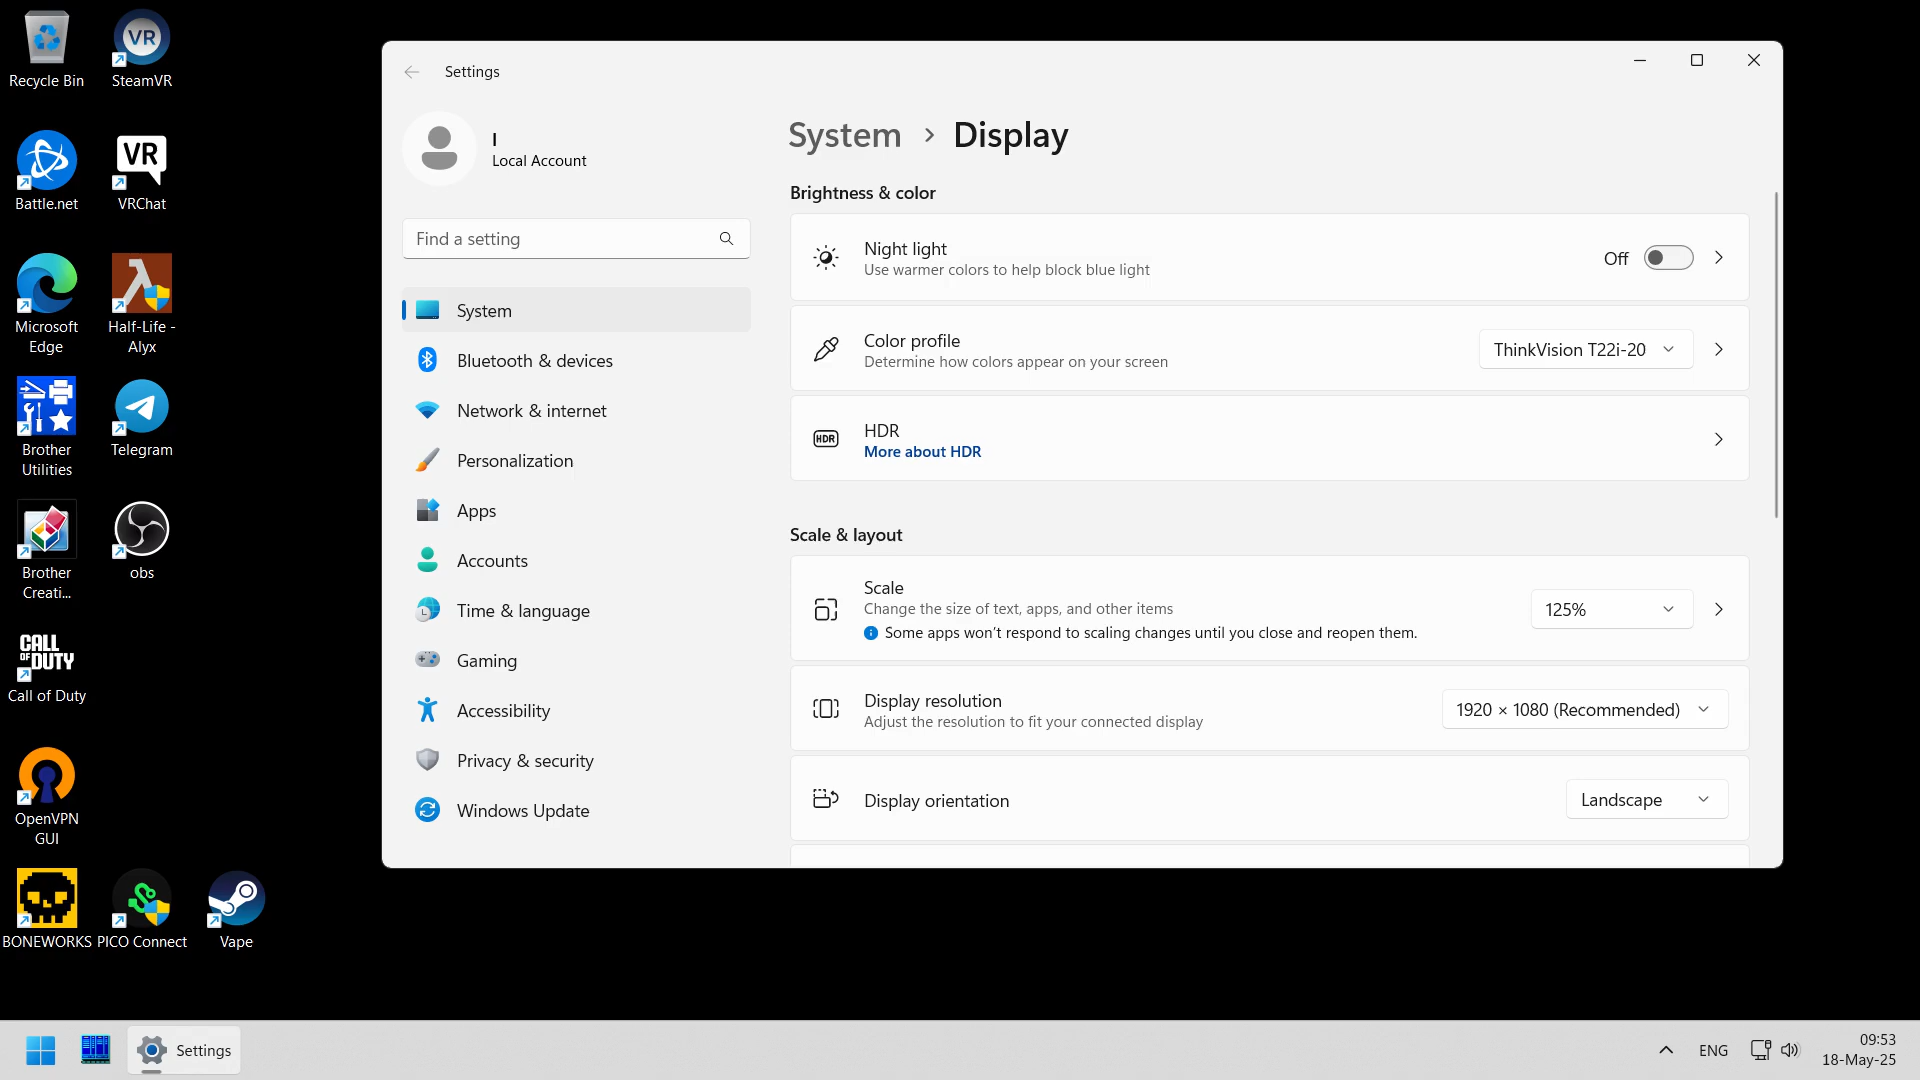 Recycle Bin
VR
SteamVR
Battle.net
VR
VRChat
Microsoft
Edge
Half-Life -
Alyx
Brother
Utilities
Telegram
Brother
Creati...
obs
CALL
OF DUTY
Call of Duty
OpenVPN
GUI
BONEWORKS
PICO Connect
Vape
Settings
I
Local Account
Find a setting
System
Bluetooth & devices
Network & internet
Personalization
Apps
Accounts
Time & language
Gaming
Accessibility
Privacy & security
Windows Update
System › Display
Brightness & color
Night light
Use warmer colors to help block blue light
Off
Color profile
Determine how colors appear on your screen
ThinkVision T22i-20
HDR
HDR
More about HDR
Scale & layout
Scale
Change the size of text, apps, and other items
Some apps won't respond to scaling changes until you close and reopen them.
125%
Display resolution
Adjust the resolution to fit your connected display
1920 × 1080 (Recommended)
Display orientation
Landscape
Settings
ENG
09:53
18-May-25